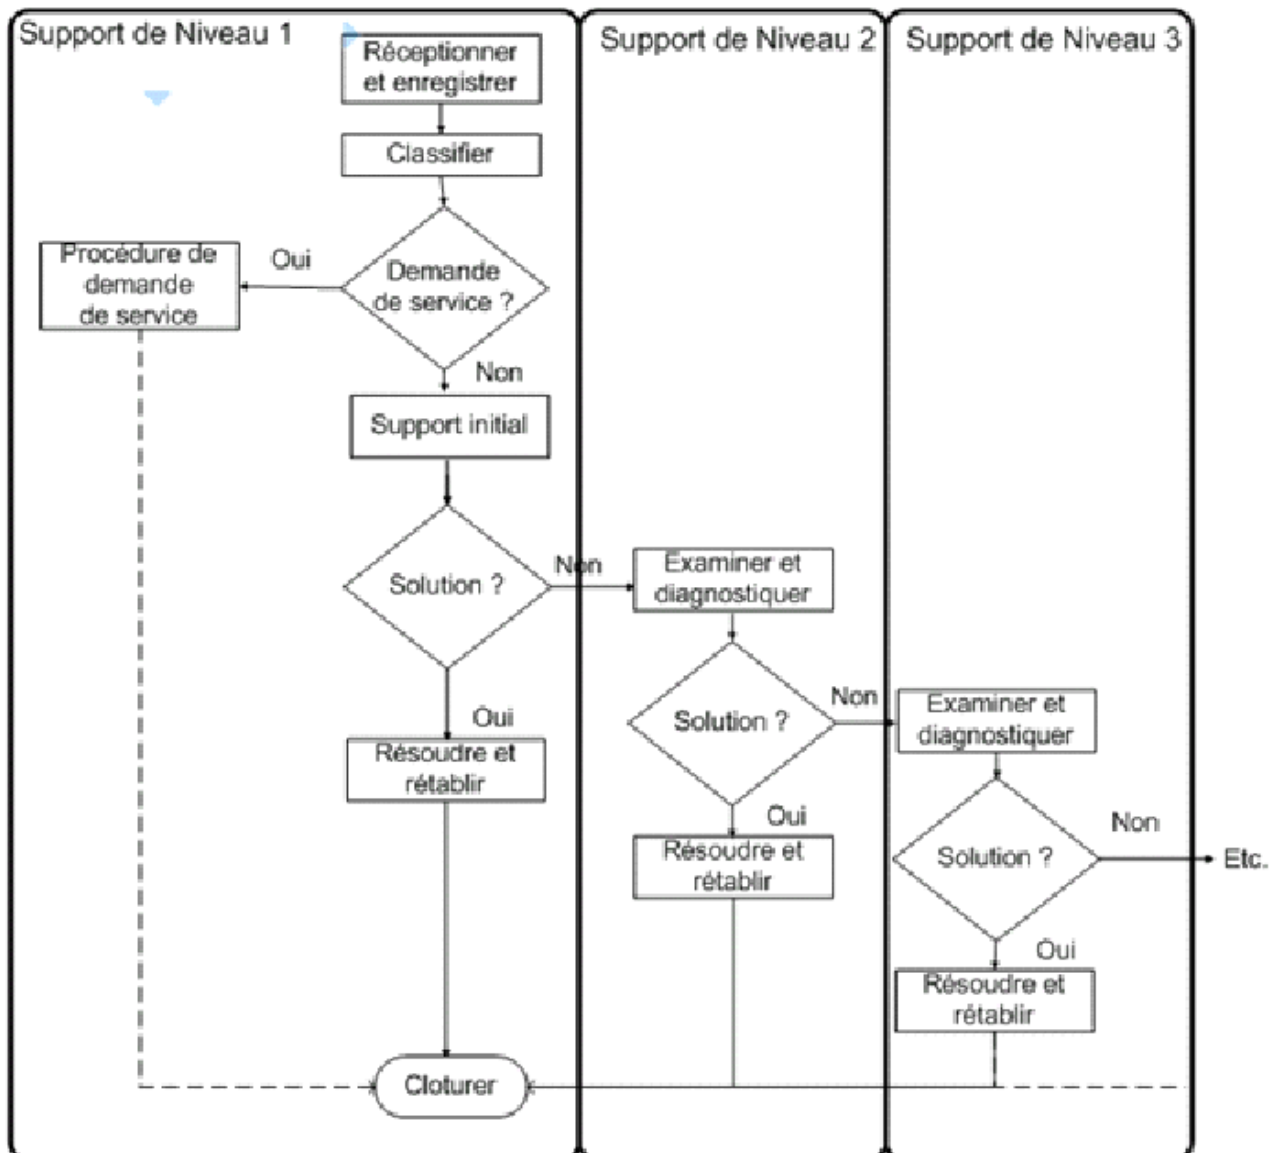 Support de Niveau 1
Support de Niveau 2
Support de Niveau 3
Réceptionner
et enregistrer
Classifier
Demande
de service ?
Oui
Procédure de
demande
de service
Non
Support initial
Solution ?
Non
Oui
Résoudre et
rétablir
Examiner et
diagnostiquer
Solution ?
Non
Oui
Résoudre et
rétablir
Examiner et
diagnostiquer
Solution ?
Non
Etc.
Oui
Résoudre et
rétablir
Cloturer